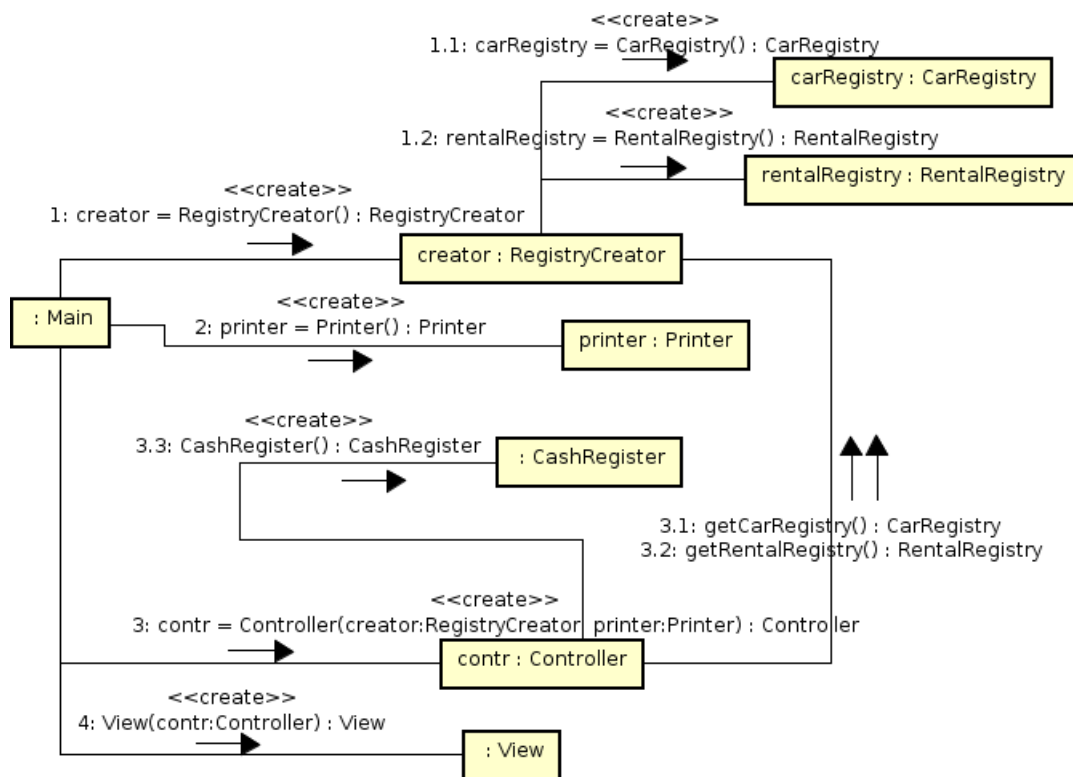 <<create>>
1.1: carRegistry = CarRegistry() : CarRegistry
carRegistry : CarRegistry
<<create>>
1.2: rentalRegistry = RentalRegistry() : RentalRegistry
rentalRegistry : RentalRegistry
<<create>>
1: creator = RegistryCreator() : RegistryCreator
creator : RegistryCreator
: Main
<<create>>
2: printer = Printer() : Printer
printer : Printer
<<create>>
3.3: CashRegister() : CashRegister
: CashRegister
3.1: getCarRegistry() : CarRegistry
3.2: getRentalRegistry() : RentalRegistry
<<create>>
3: contr = Controller(creator:RegistryCreator, printer:Printer) : Controller
contr : Controller
<<create>>
4: View(contr:Controller) : View
: View